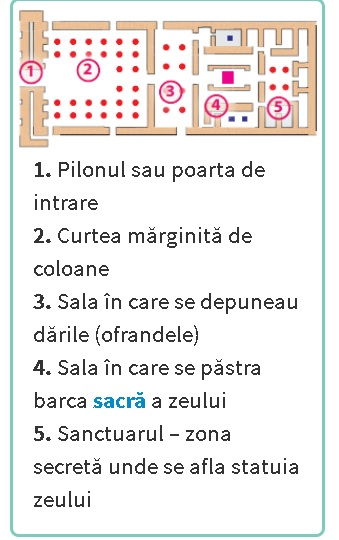 1
2
3
4
5
1. Pilonul sau poarta de
intrare
2. Curtea mărginită de
coloane
3. Sala în care se depuneau
dările (ofrandele)
4. Sala în care se păstra
barca sacră a zeului
5. Sanctuarul – zona
secretă unde se afla statuia
zeului